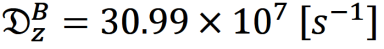 𝔇_z^B = 30.99 × 10^7 [s^{-1}]